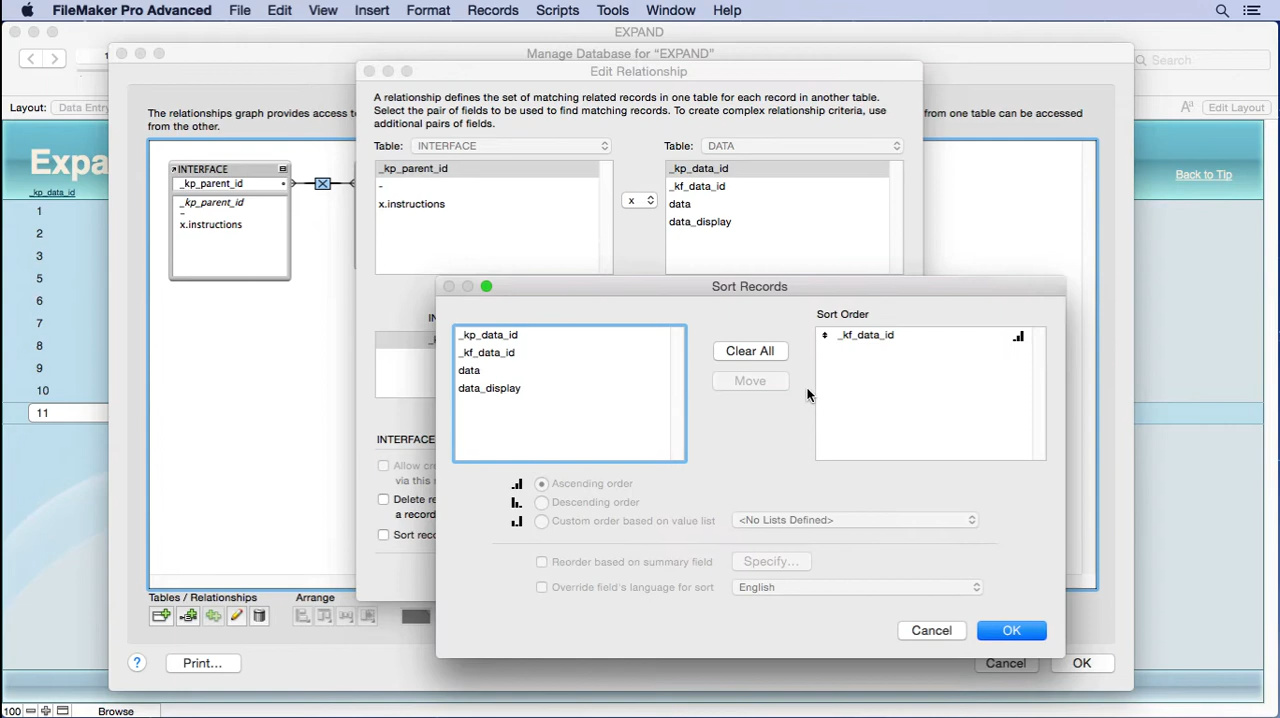 FileMaker Pro Advanced File Edit View Insert Format Records Scripts Tools Window Help
EXPAND
Manage Database for “EXPAND”
Search
Edit Relationship
Layout: Data Entry
Edit Layout
The relationships graph provides access
from one table can be accessed
from the other.
A relationship defines the set of matching related records in one table for each record in another table.
Select the pair of fields to be used to find matching records. To create complex relationship criteria, use
additional pairs of fields.
Table: INTERFACE
Table: DATA
_kp_parent_id
-
x.instructions
x
_kp_data_id
_kf_data_id
data
data_display
INTERFACE
_kp_parent_id
_kp_parent_id
-
x.instructions
Expa
_kp_data_id
Back to Tip
1
2
3
5
6
7
8
9
10
11
INTERFACE
Allow cr
via this r
Delete re
a record
Sort reco
Sort Records
_kp_data_id
_kf_data_id
data
data_display
Clear All
Move
Sort Order
_kf_data_id
Ascending order
Descending order
Custom order based on value list
<No Lists Defined>
Reorder based on summary field
Specify...
Override field's language for sort
English
Cancel
OK
Tables / Relationships
Arrange
? Print...
Cancel
OK
100
Browse